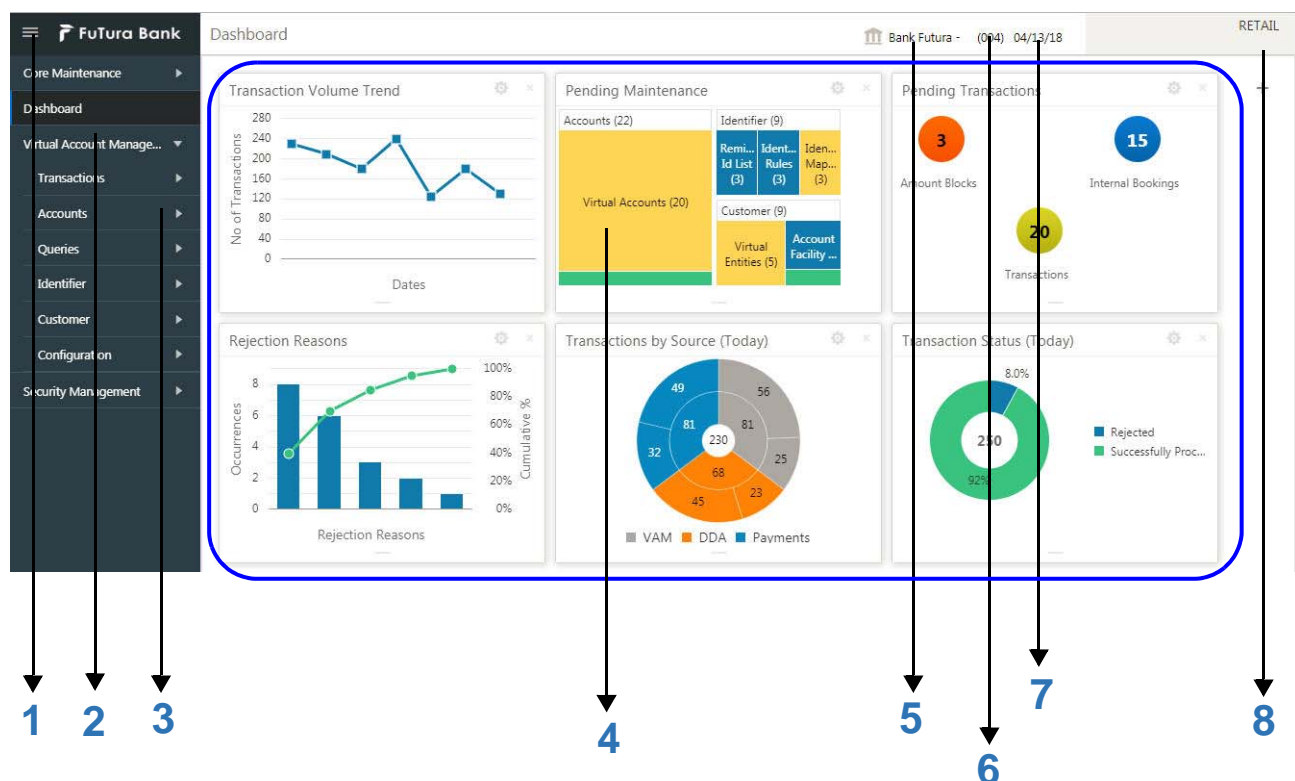 FuTura Bank
Dashboard
Bank Futura - (004) 04/13/18
RETAIL
Core Maintenance
Dashboard
Virtual Account Manage...
Transactions
Accounts
Queries
Identifier
Customer
Configuration
Security Management
Transaction Volume Trend
No of Transactions
280
240
200
160
120
80
40
0
Dates
Pending Maintenance
Accounts (22)
Virtual Accounts (20)
Identifier (9)
Remi... Id List (3)
Ident... Rules (3)
Iden... Map... (3)
Customer (9)
Virtual Entities (5)
Account Facility ...
Pending Transactions
3
Amount Blocks
15
Internal Bookings
20
Transactions
Rejection Reasons
Occurrences
8
6
4
2
0
100%
80%
60%
40%
20%
0%
Cumulative %
Rejection Reasons
Transactions by Source (Today)
49
56
81
81
230
32
25
68
45
23
VAM DDA Payments
Transaction Status (Today)
8.0%
250
92%
Rejected
Successfully Proc...
1
2
3
4
5
6
7
8